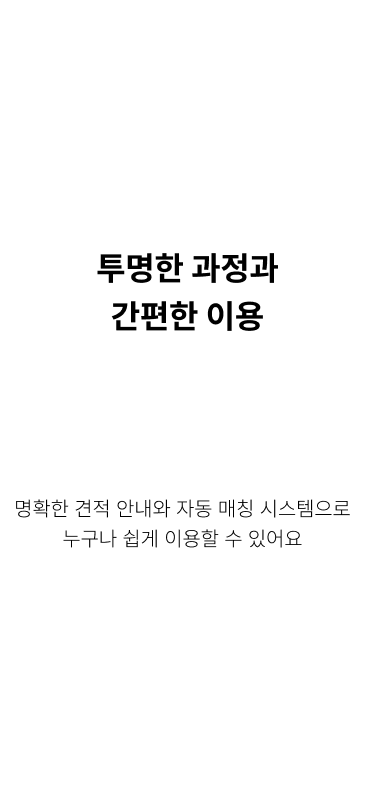 투명한 과정과
간편한 이용
명확한 견적 안내와 자동 매칭 시스템으로
누구나 쉽게 이용할 수 있어요